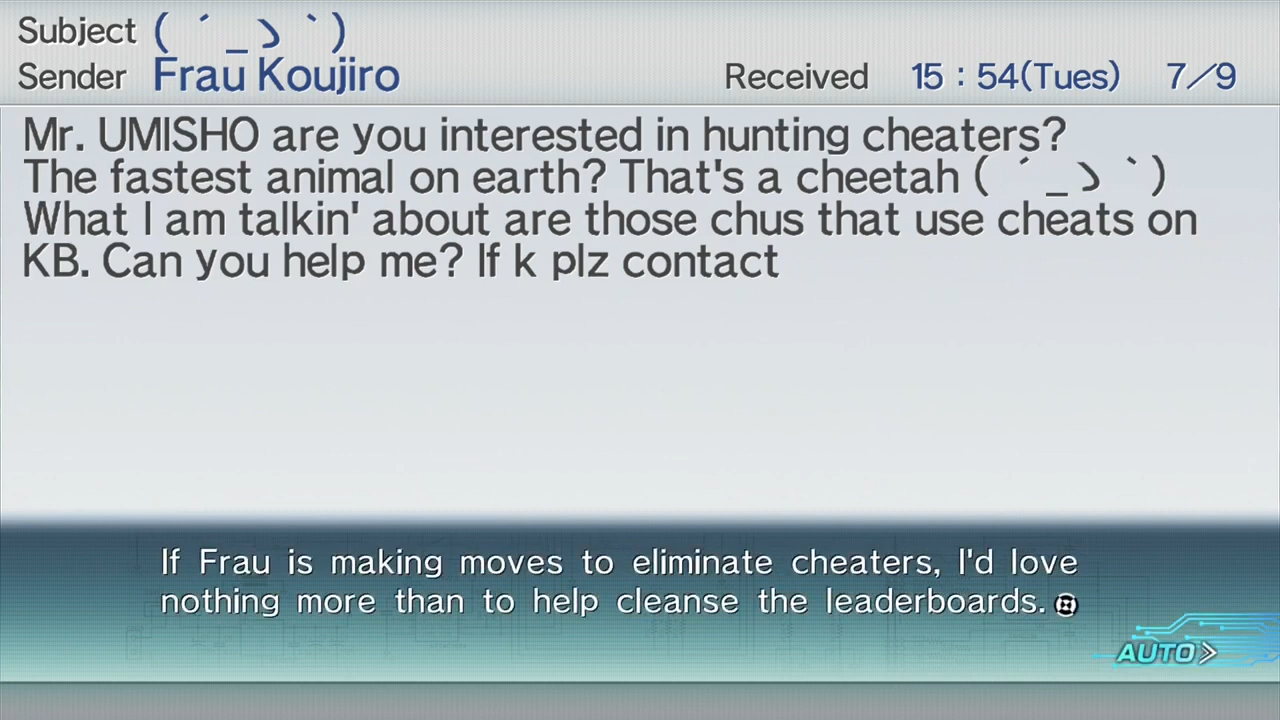 Subject ( ´_ゝ`)
Sender Frau Koujiro Received 15：54(Tues) 7／9
Mr. UMISHO are you interested in hunting cheaters?
The fastest animal on earth? That's a cheetah ( ´_ゝ`)
What I am talkin' about are those chus that use cheats on
KB. Can you help me? If k plz contact
If Frau is making moves to eliminate cheaters, I'd love
nothing more than to help cleanse the leaderboards.
AUTO